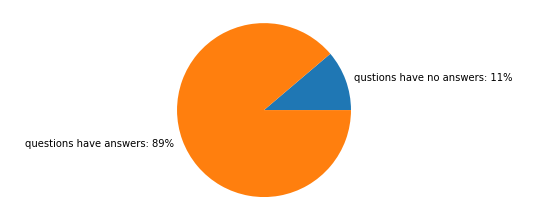 qustions have no answers: 11%
questions have answers: 89%